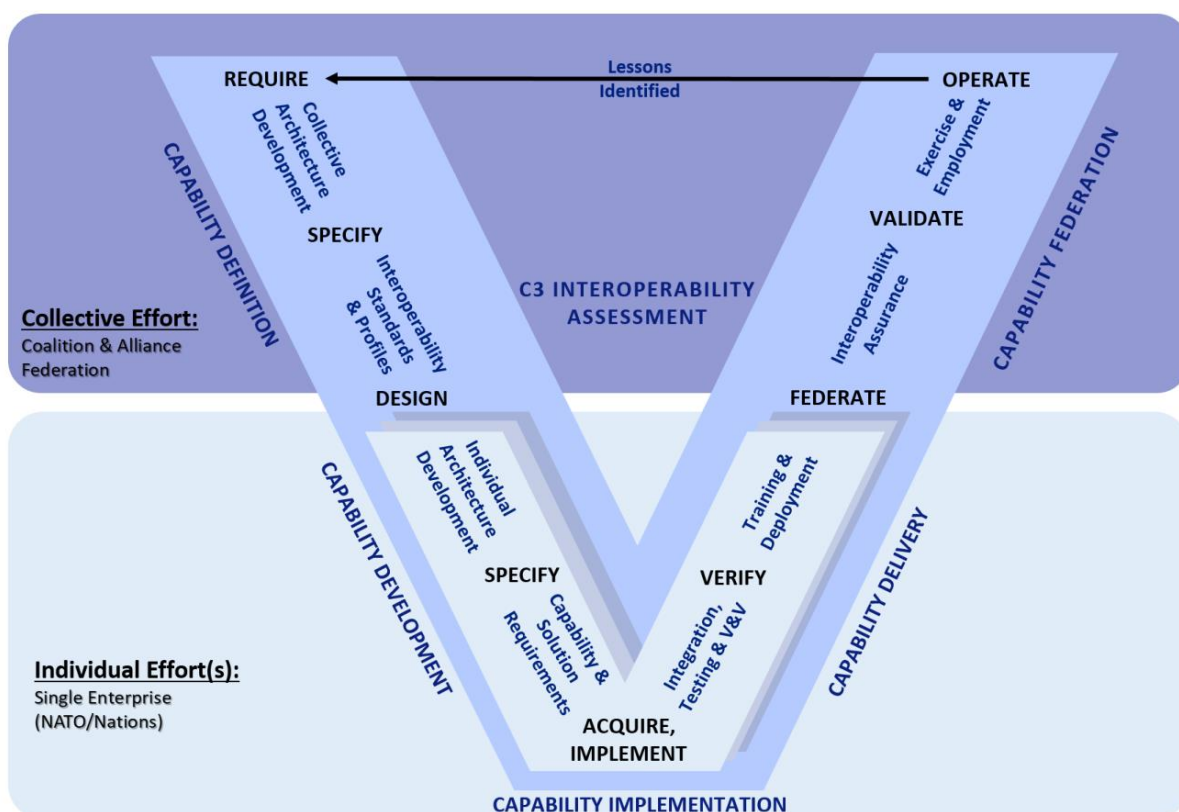 REQUIRE
Lessons
Identified
OPERATE
Collective
Architecture
Development
Exercise &
Employment
CAPABILITY DEFINITION
SPECIFY
VALIDATE
CAPABILITY FEDERATION
Interoperability
Standards
& Profiles
C3 INTEROPERABILITY
ASSESSMENT
Interoperability
Assurance
Collective Effort:
Coalition & Alliance
Federation
DESIGN
FEDERATE
Individual
Architecture
Development
Training &
Deployment
CAPABILITY DEVELOPMENT
SPECIFY
VERIFY
CAPABILITY DELIVERY
Capability &
Solution
Requirements
Integration,
Testing & V&V
Individual Effort(s):
Single Enterprise
(NATO/Nations)
ACQUIRE,
IMPLEMENT
CAPABILITY IMPLEMENTATION